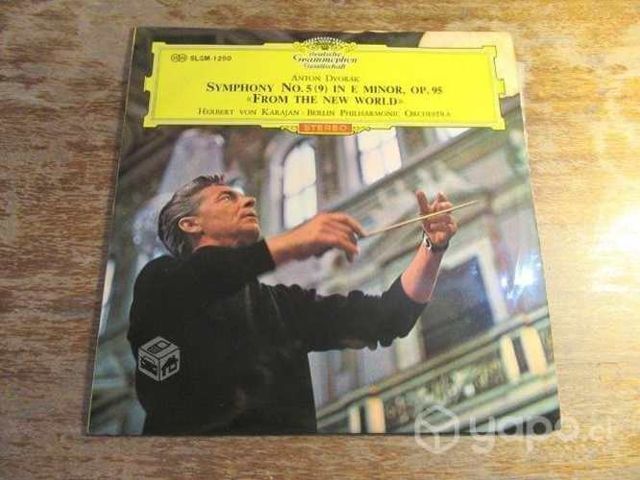 SLGM-1250
Deutsche
Grammophon
Gesellschaft
ANTON DVOŘÁK
SYMPHONY NO. 5 (9) IN E MINOR, OP. 95
«FROM THE NEW WORLD»
HERBERT VON KARAJAN · BERLIN PHILHARMONIC ORCHESTRA
STEREO
yapo.cl